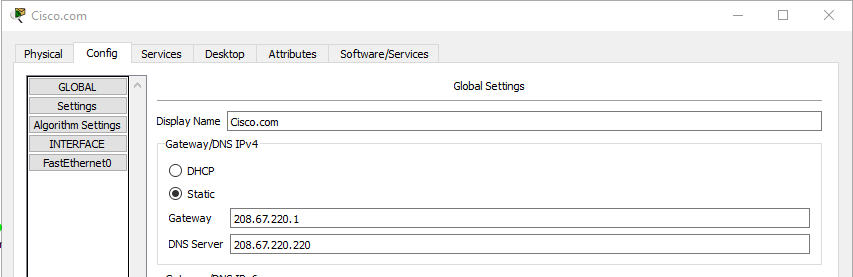 Cisco.com
Physical Config Services Desktop Attributes Software/Services
GLOBAL
Settings
Algorithm Settings
INTERFACE
FastEthernet0
Global Settings
Display Name Cisco.com
Gateway/DNS IPv4
DHCP
Static
Gateway 208.67.220.1
DNS Server 208.67.220.220